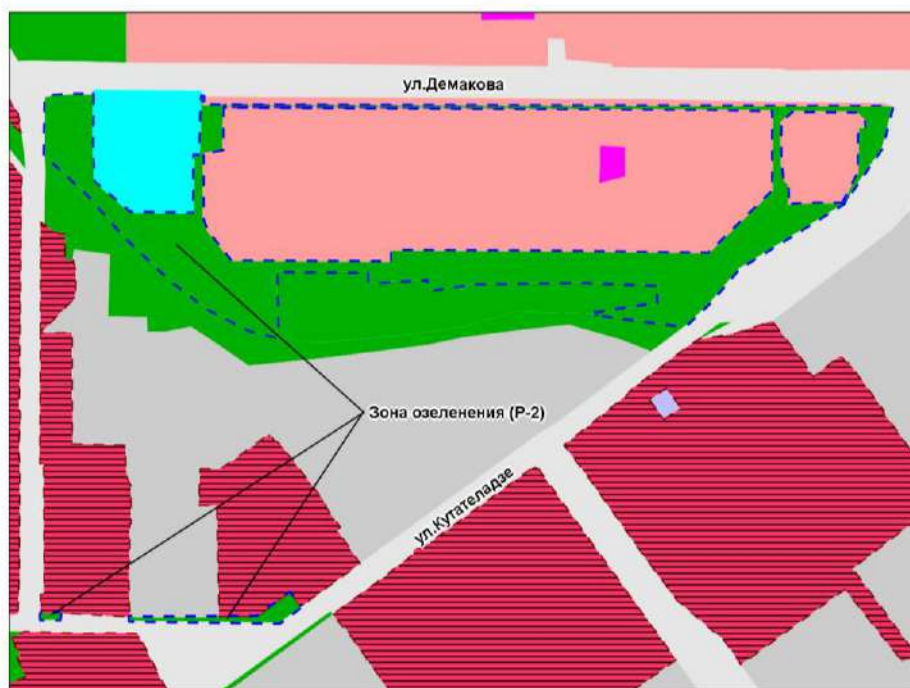 ул.Демакова
Зона озеленения (Р-2)
ул.Кутателадзе